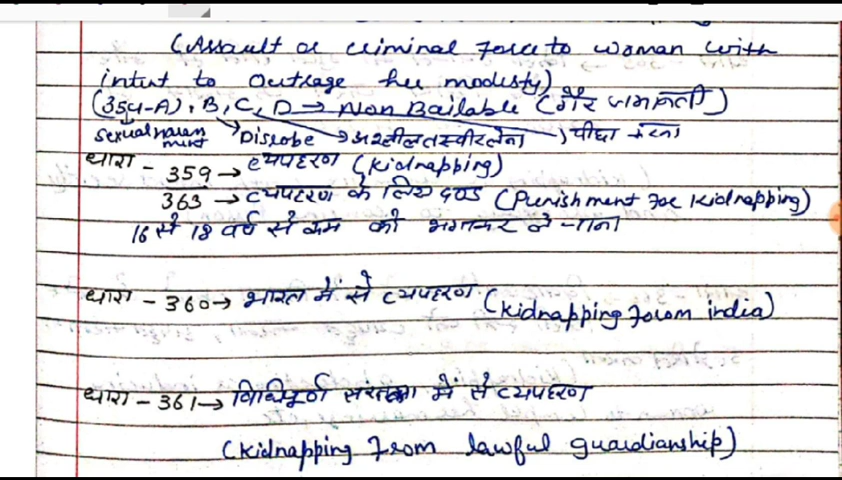 (Assault or criminal force to woman with
intent to outrage her modesty)
(354-A), B, C, D → Non Bailable (गैर जमानती)
Sexual harassment Disrobe → अश्लील तस्वीर लेना → पीछा करना
धारा - 359 → व्यपहरण (Kidnapping)
363 → व्यपहरण के लिए दण्ड (Punishment for Kidnapping)
16 से 18 वर्ष से कम को भगाकर ले जाना
धारा - 360 → भारत में से व्यपहरण. (kidnapping from india)
धारा - 361 → विधिपूर्ण संरक्षता में से व्यपहरण
(kidnapping from lawful guardianship)